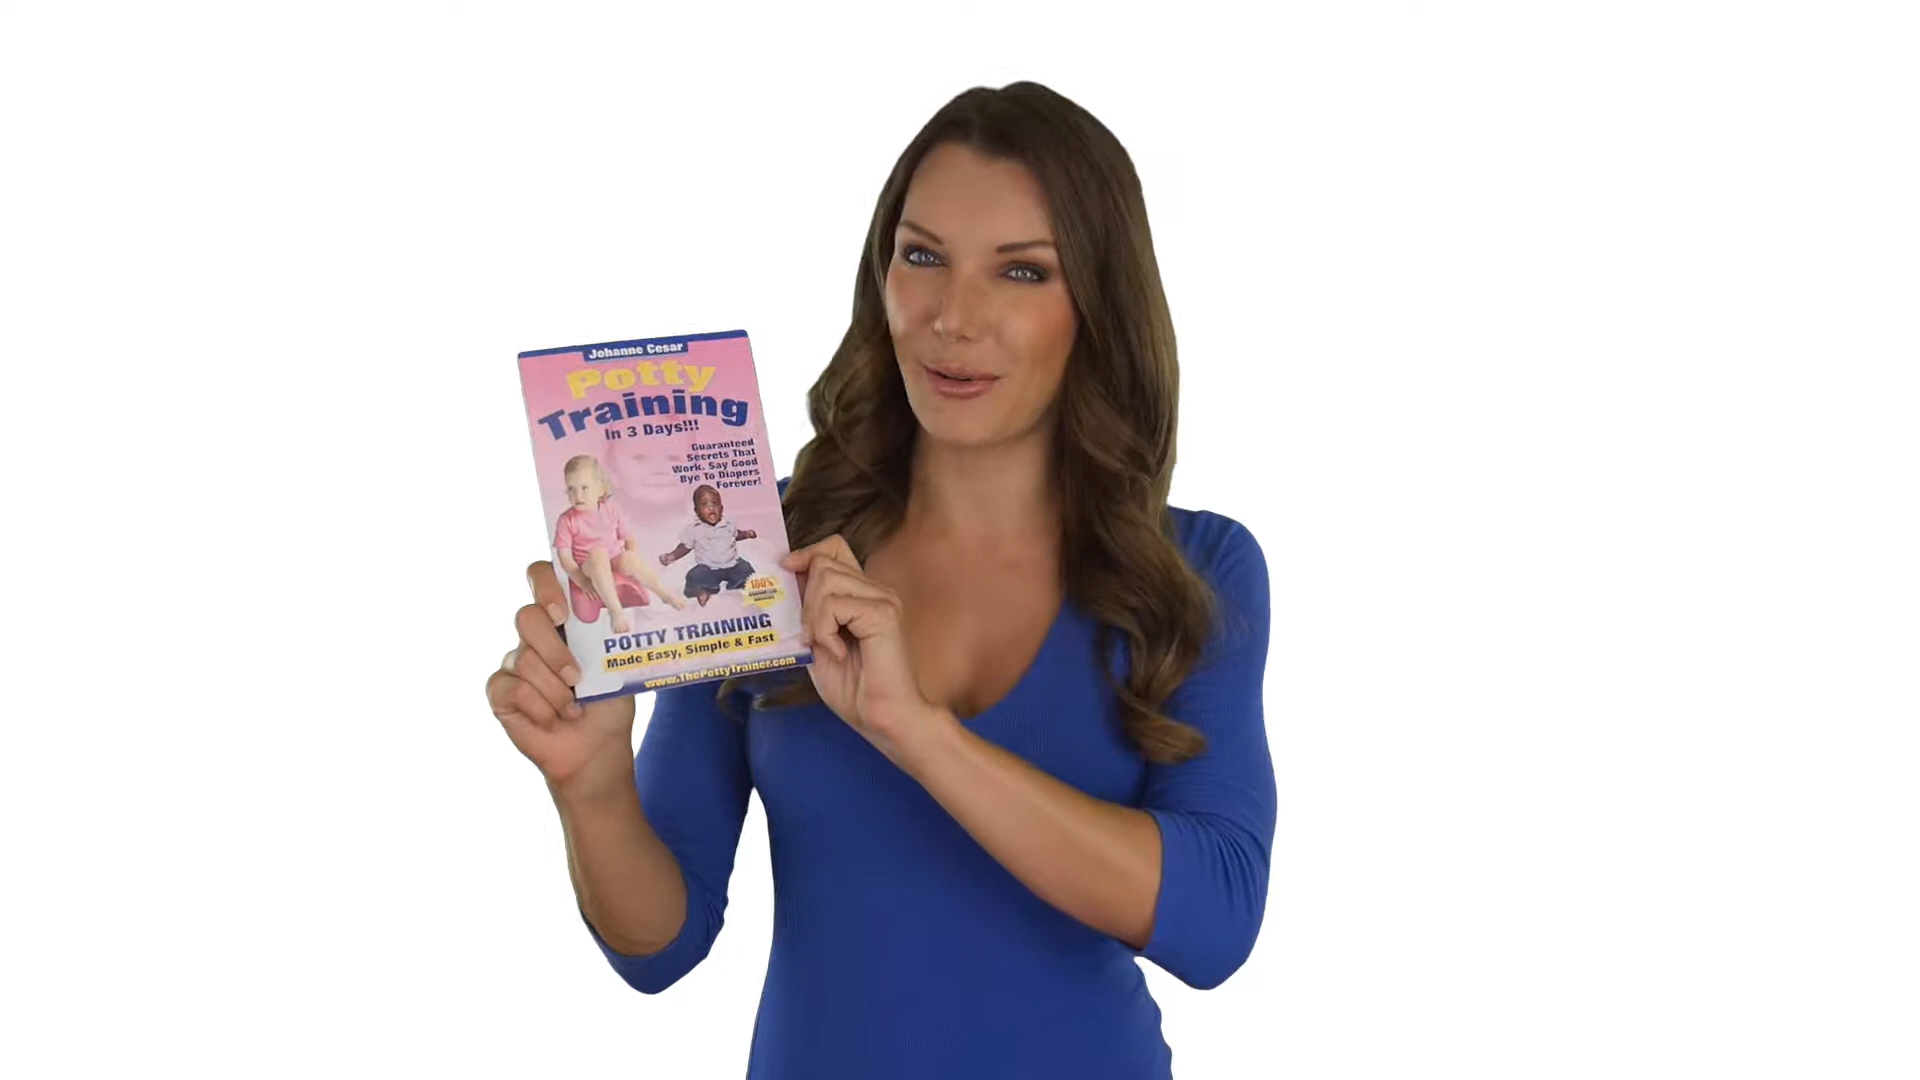 Johanne Cesar
Potty
Training
In 3 Days!!!
Guaranteed
Secrets That
Work. Say Good
Bye To Diapers
Forever!
100%
POTTY TRAINING
Made Easy, Simple & Fast
www.ThePottyTrainer.com